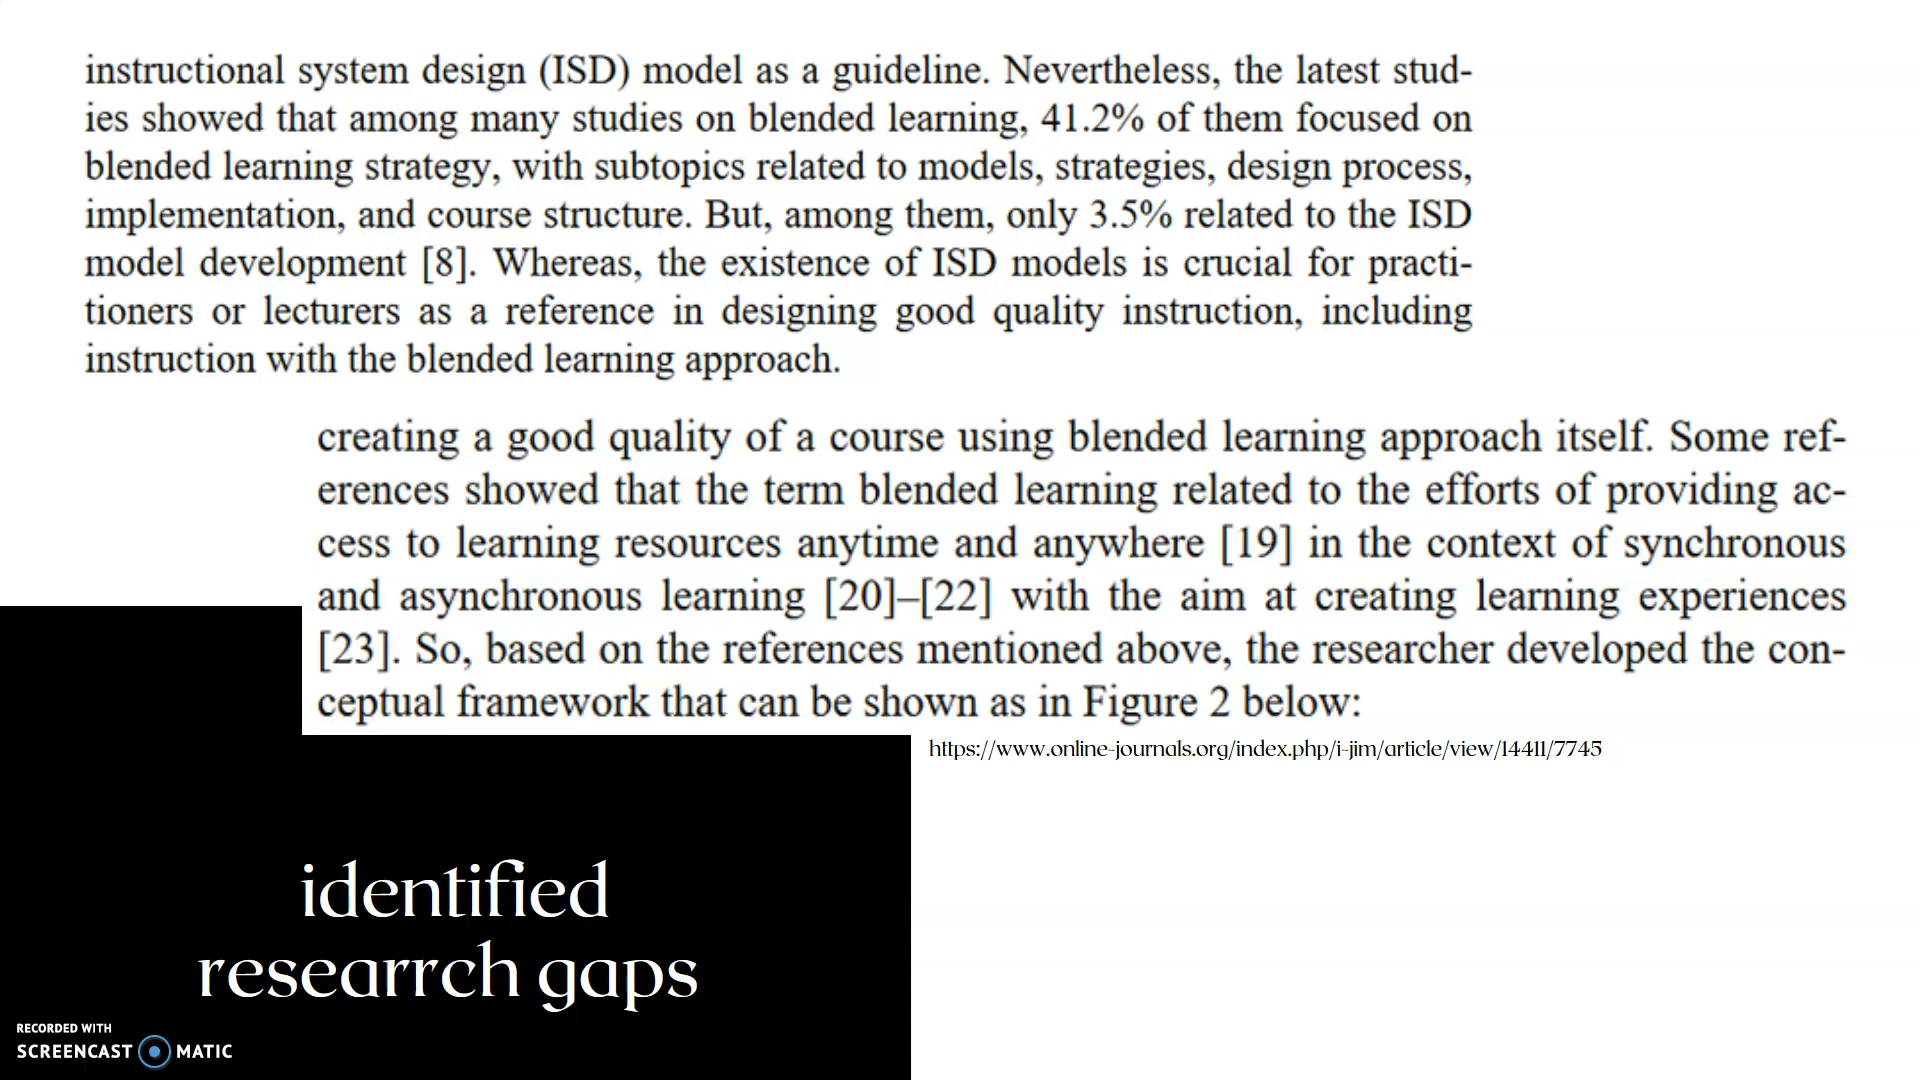 instructional system design (ISD) model as a guideline. Nevertheless, the latest stud-
ies showed that among many studies on blended learning, 41.2% of them focused on
blended learning strategy, with subtopics related to models, strategies, design process,
implementation, and course structure. But, among them, only 3.5% related to the ISD
model development [8]. Whereas, the existence of ISD models is crucial for practi-
tioners or lecturers as a reference in designing good quality instruction, including
instruction with the blended learning approach.
creating a good quality of a course using blended learning approach itself. Some ref-
erences showed that the term blended learning related to the efforts of providing ac-
cess to learning resources anytime and anywhere [19] in the context of synchronous
and asynchronous learning [20]–[22] with the aim at creating learning experiences
[23]. So, based on the references mentioned above, the researcher developed the con-
ceptual framework that can be shown as in Figure 2 below:
https://www.online-journals.org/index.php/i-jim/article/view/14411/7745
identified
researrch gaps
RECORDED WITH
SCREENCAST MATIC